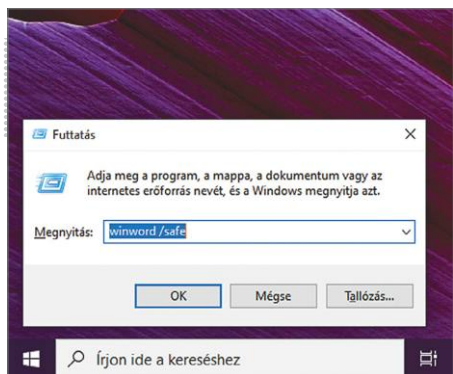 Futtatás
Adja meg a program, a mappa, a dokumentum vagy az
internetes erőforrás nevét, és a Windows megnyitja azt.
Megnyitás: winword /safe
OK Mégse Tallózás...
Írjon ide a kereséshez